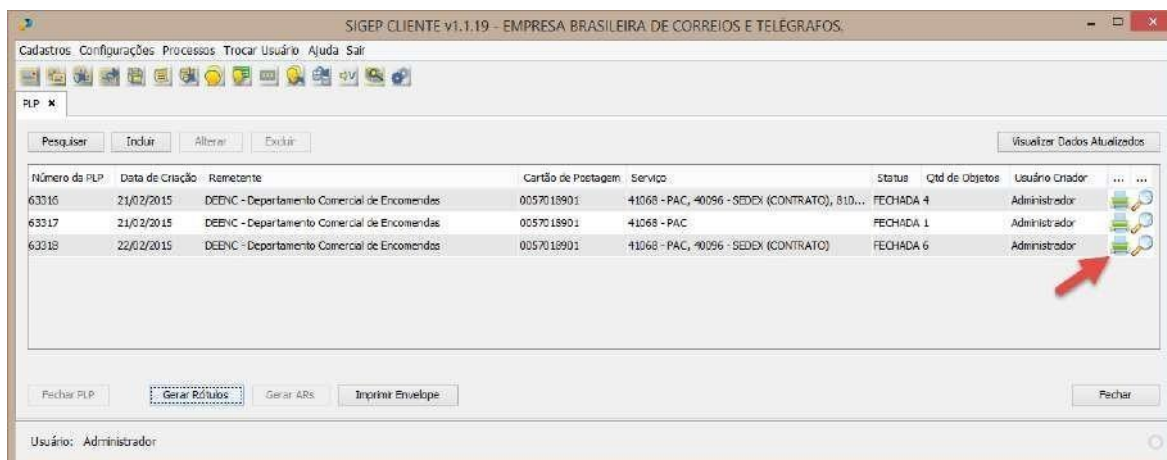 SIGEP CLIENTE v1.1.19 - EMPRESA BRASILEIRA DE CORREIOS E TELÉGRAFOS.
Cadastros Configurações Processos Trocar Usuário Ajuda Sair
PLP
Pesquisar Incluir Alterar Excluir Visualizar Dados Atualizados
Número da PLP Data de Criação Remetente Cartão de Postagem Serviço Status Qtd de Objetos Usuário Criador ... ...
63316 21/02/2015 DEENC - Departamento Comercial de Encomendas 0057018901 41068 - PAC, 40096 - SEDEX (CONTRATO), 810... FECHADA 4 Administrador
63317 21/02/2015 DEENC - Departamento Comercial de Encomendas 0057018901 41068 - PAC FECHADA 1 Administrador
63318 22/02/2015 DEENC - Departamento Comercial de Encomendas 0057018901 41068 - PAC, 40096 - SEDEX (CONTRATO) FECHADA 6 Administrador
Fechar PLP Gerar Rótulos Gerar ARs Imprimir Envelope Fechar
Usuário: Administrador